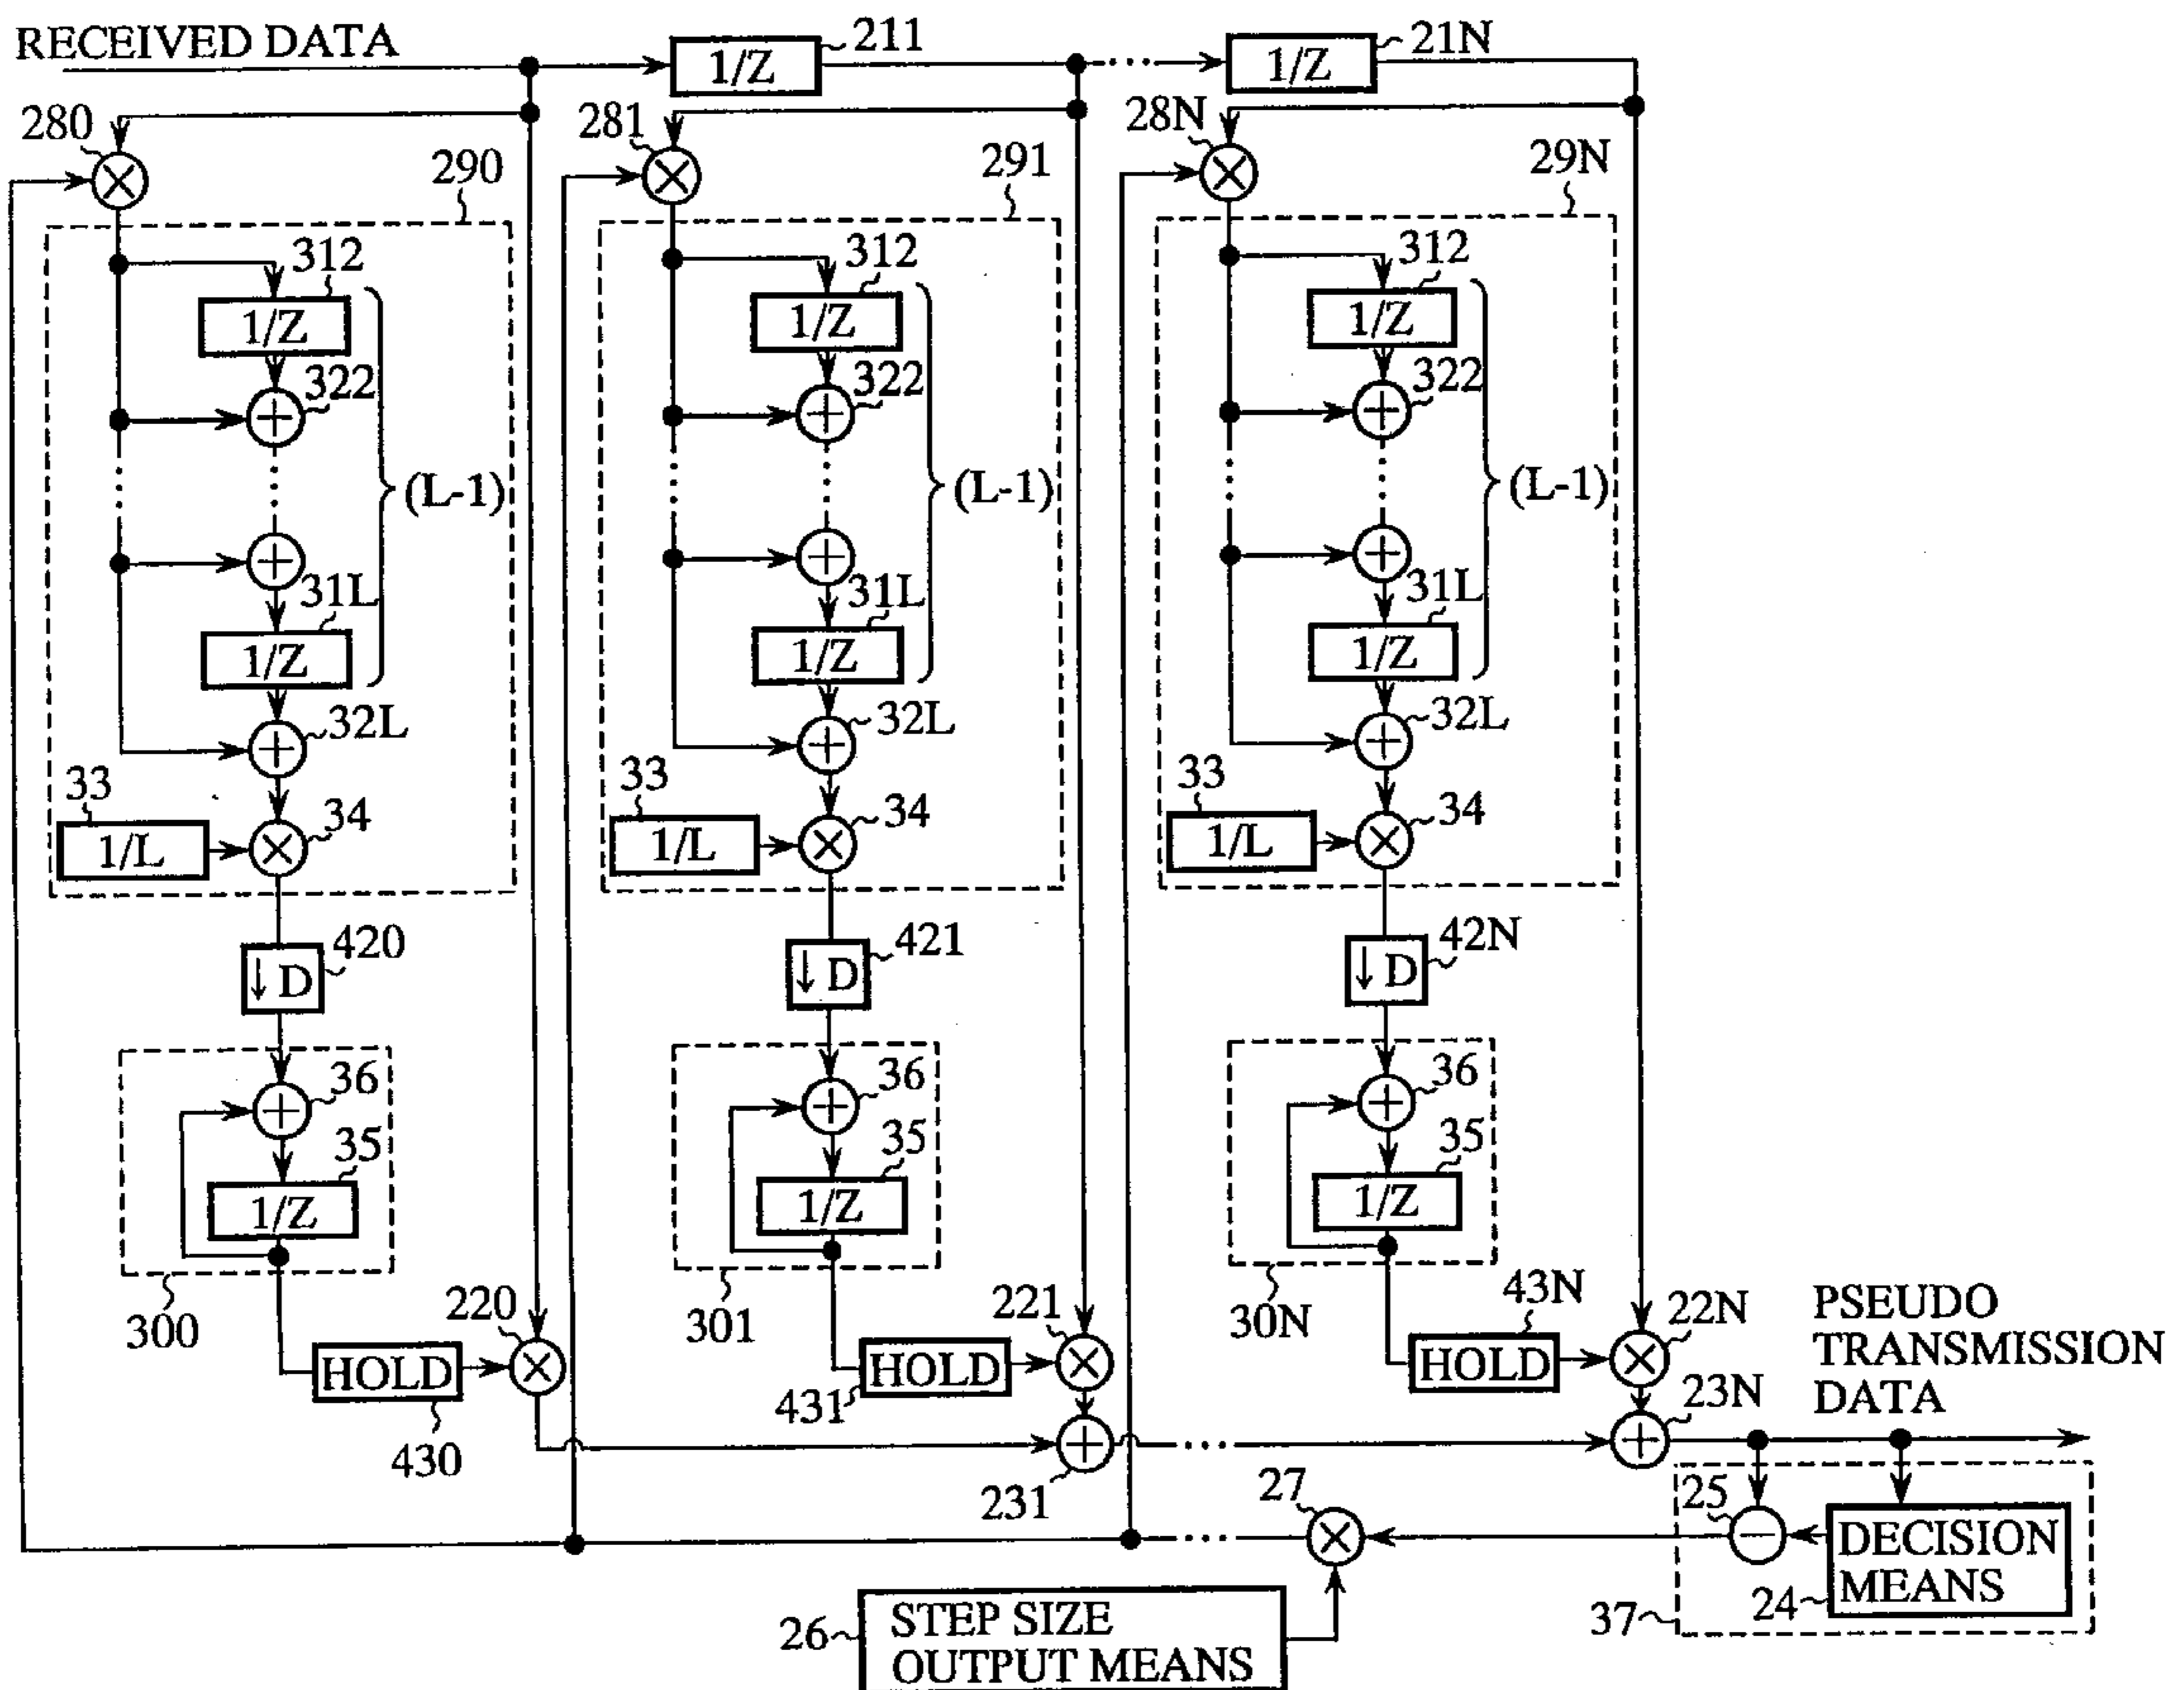 RECEIVED DATA
211
1/Z
21N
1/Z
280
281
28N
290
291
29N
312
1/Z
312
1/Z
312
1/Z
322
322
322
(L-1)
(L-1)
(L-1)
31L
1/Z
31L
1/Z
31L
1/Z
32L
32L
32L
33
1/L
34
33
1/L
34
33
1/L
34
↓ D
420
↓ D
421
↓ D
42N
36
36
36
35
1/Z
35
1/Z
35
1/Z
300
301
30N
220
221
43N
22N
HOLD
HOLD
HOLD
430
431
231
23N
PSEUDO
TRANSMISSION
DATA
27
25
DECISION
MEANS
24
37
26
STEP SIZE
OUTPUT MEANS